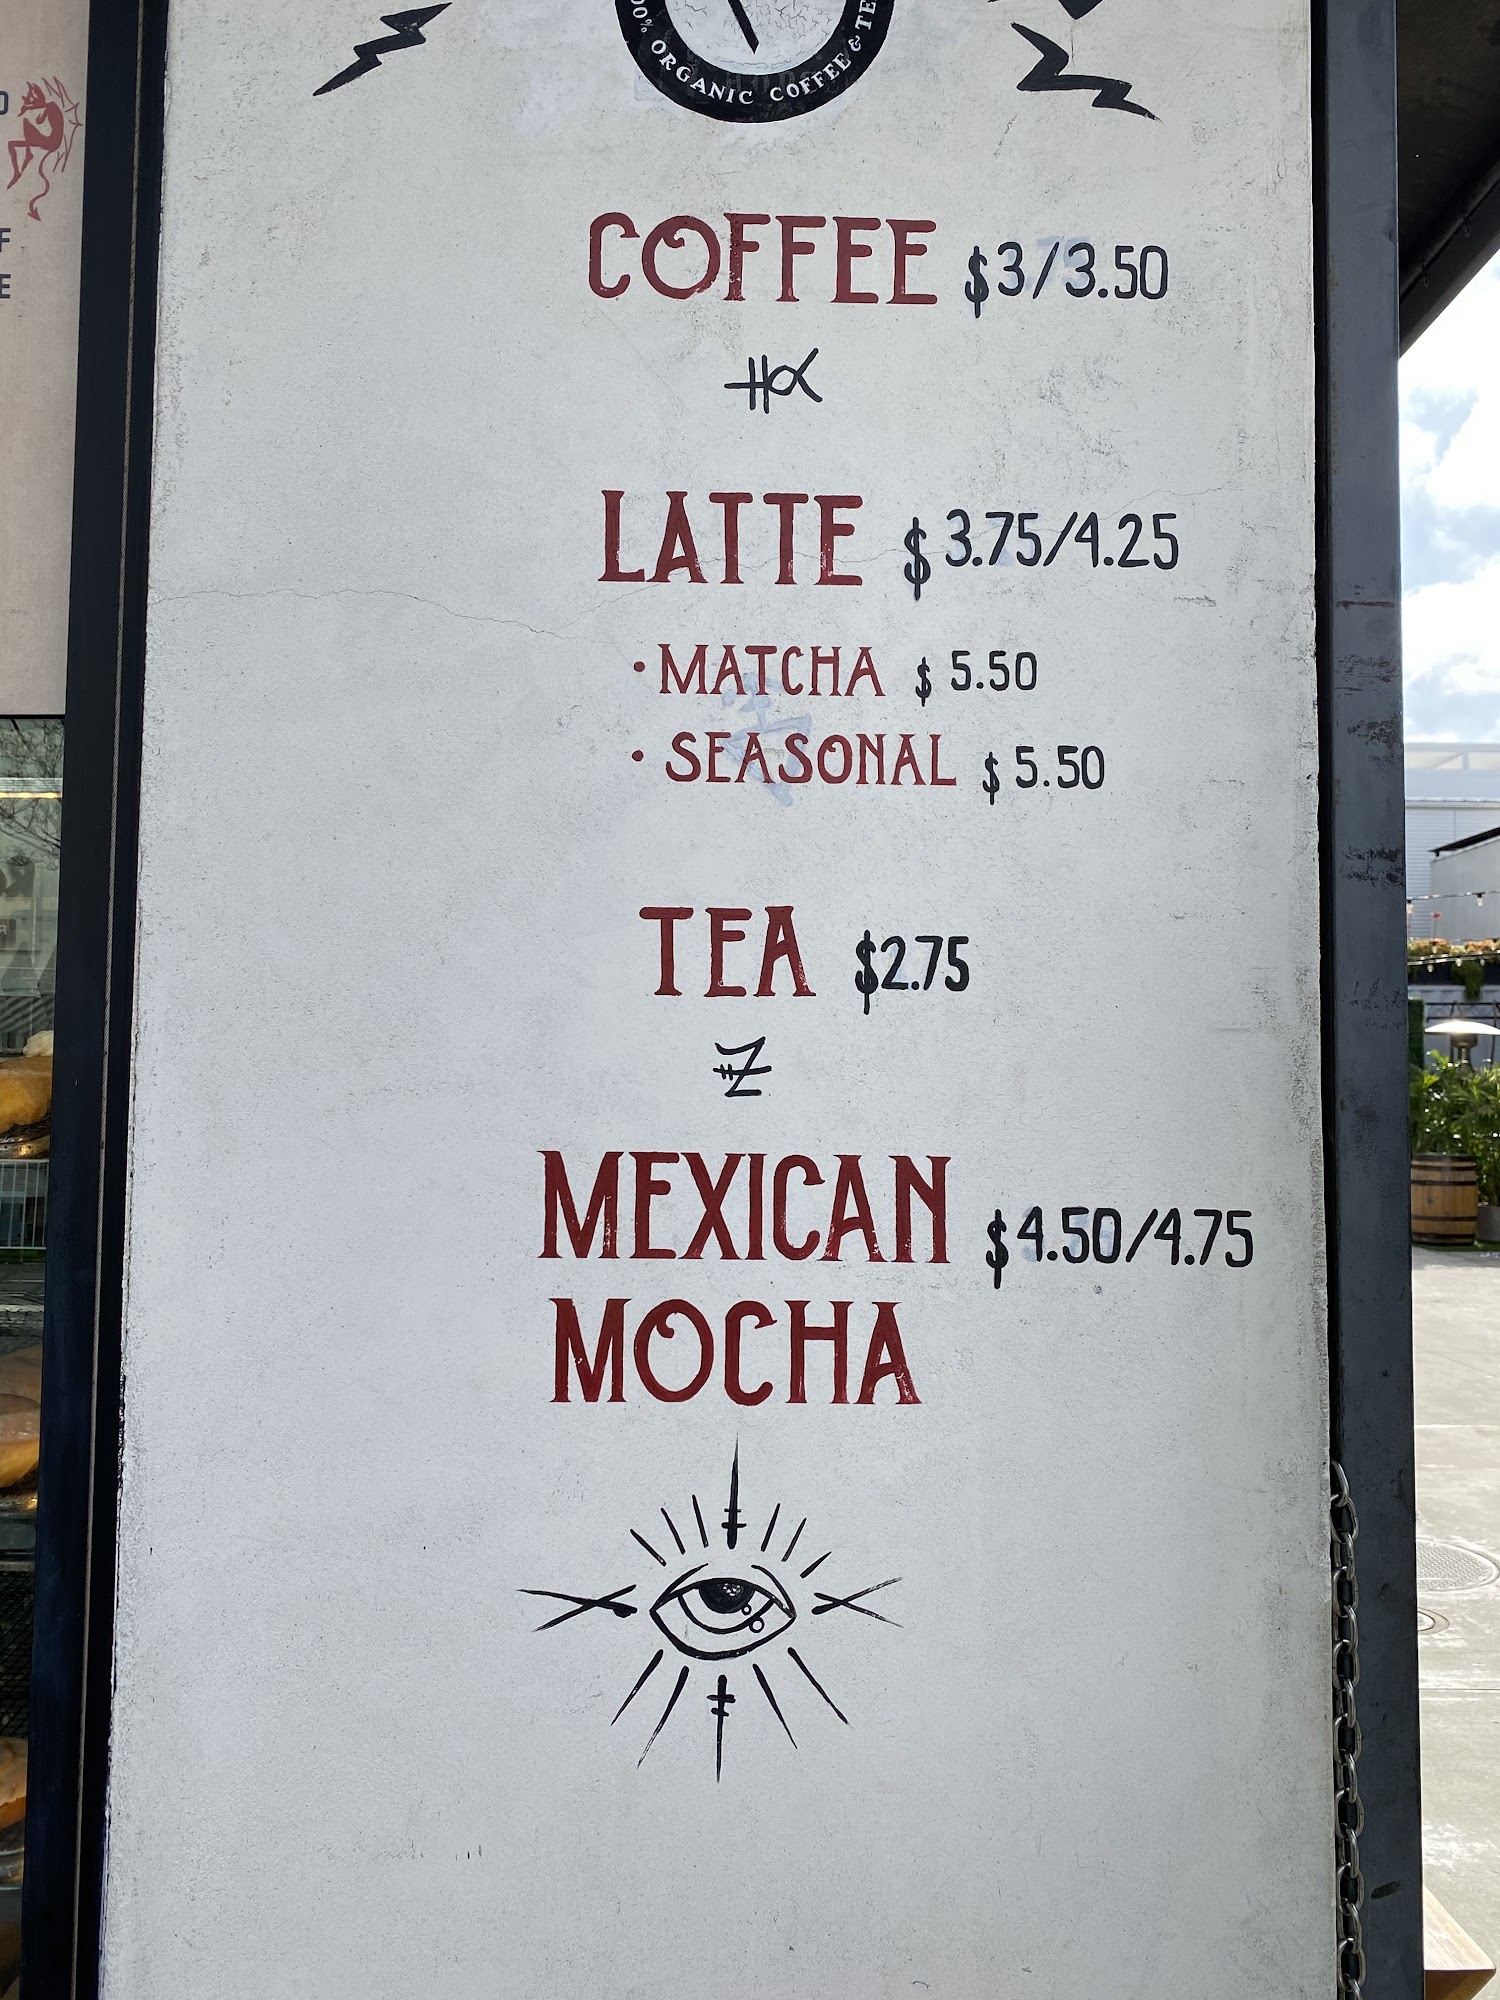 00% ORGANIC COFFEE & TE
COFFEE $3/3.50
LATTE $3.75/4.25
• MATCHA $5.50
• SEASONAL $5.50
TEA $2.75
MEXICAN $4.50/4.75
MOCHA